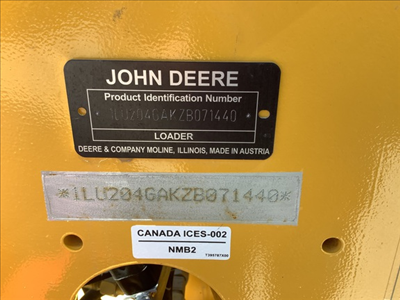 JOHN DEERE
Product Identification Number
*1LU204GAKZB071440*
LOADER
DEERE & COMPANY MOLINE, ILLINOIS, MADE IN AUSTRIA
*1LU204GAKZB071440*
CANADA ICES-002
NMB2